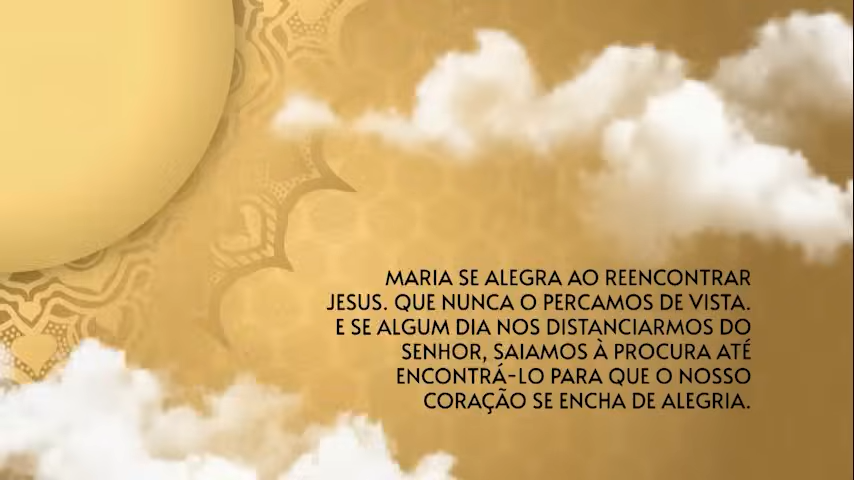 MARIA SE ALEGRA AO REENCONTRAR
JESUS. QUE NUNCA O PERCAMOS DE VISTA.
E SE ALGUM DIA NOS DISTANCIARMOS DO
SENHOR, SAIAMOS À PROCURA ATÉ
ENCONTRÁ-LO PARA QUE O NOSSO
CORAÇÃO SE ENCHA DE ALEGRIA.